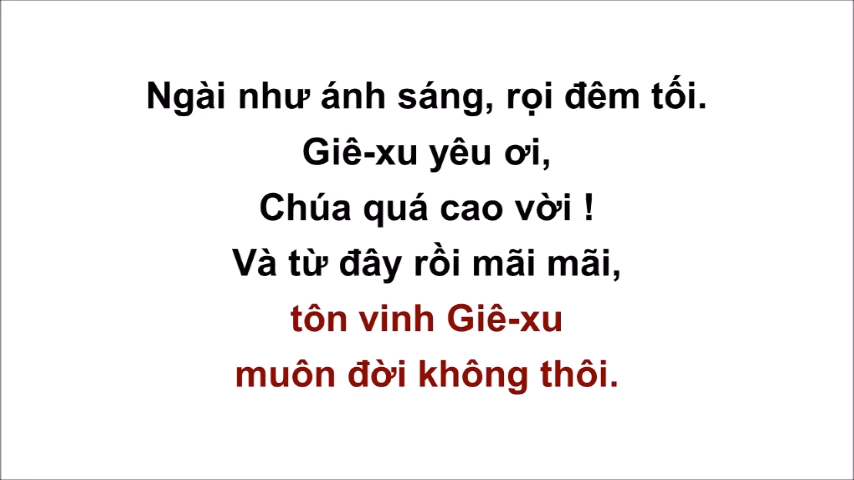 Ngài như ánh sáng, rọi đêm tối.
Giê-xu yêu ơi,
Chúa quá cao vời !
Và từ đây rồi mãi mãi,
tôn vinh Giê-xu
muôn đời không thôi.